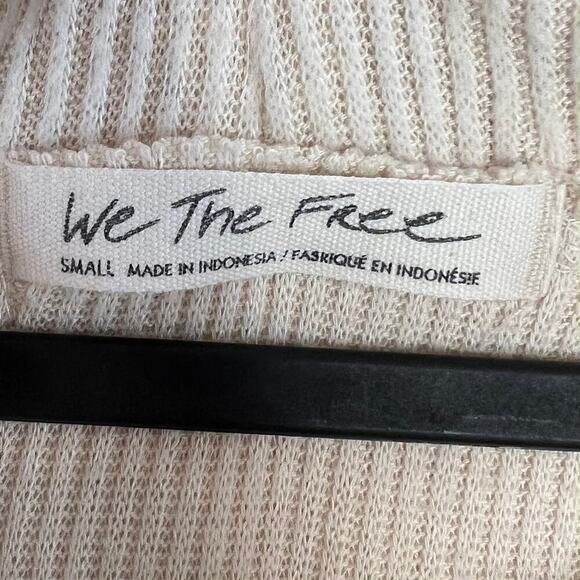 We The Free
SMALL MADE IN INDONESIA / FABRIQUÉ EN INDONÉSIE